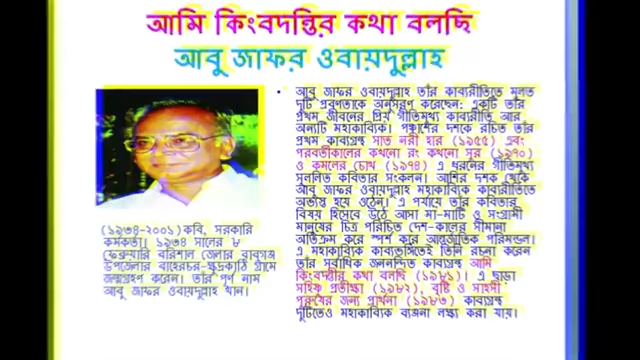 আমি কিংবদন্তির কথা বলছি
আবু জাফর ওবায়দুল্লাহ
(১৯৩৪-২০০১) কবি, সরকারি
কর্মকর্তা। ১৯৩৪ সালের ৮
ফেব্রুয়ারি বরিশাল জেলার বাবুগঞ্জ
উপজেলার বাহেরচর-ক্ষুদ্রকাঠি গ্রামে
জন্মগ্রহণ করেন। তাঁর পূর্ণ নাম
আবু জাফর ওবায়দুল্লাহ খান।
• আবু জাফর ওবায়দুল্লাহ তাঁর কাব্যরীতিতে মূলত
দুটি প্রবণতাকে অনুসরণ করেছেন: একটি তাঁর
প্রথম জীবনের প্রিয় গীতিমুখ্য কাব্যরীতি আর
অন্যটি মহাকাব্যিক। পঞ্চাশের দশকে রচিত তাঁর
প্রথম কাব্যগ্রন্থ সাত নরী হার (১৯৫৫) এবং
পরবর্তীকালের কখনো রং কখনো সুর (১৯৭০)
ও কমলের চোখ (১৯৭৪) এ ধরনের গীতিমুখ্য
সুললিত কবিতার সংকলন। আশির দশক থেকে
আবু জাফর ওবায়দুল্লাহ মহাকাব্যিক কাব্যরীতিতে
অভ্যস্ত হয়ে ওঠেন। এ পর্যায়ে তাঁর কবিতার
বিষয় হিসেবে উঠে আসা মা-মাটি ও সংগ্রামী
মানুষের চিত্র পরিচিত দেশ-কালের সীমানা
অতিক্রম করে স্পর্শ করে আন্তর্জাতিক পরিমন্ডল।
এ মহাকাব্যিক কাব্যভঙ্গিতেই তিনি রচনা করেন
তাঁর সর্বাধিক জননন্দিত কাব্যগ্রন্থ আমি
কিংবদন্তীর কথা বলছি (১৯৮১)। এ ছাড়া
সহিষ্ণু প্রতীক্ষা (১৯৮২), বৃষ্টি ও সাহসী
পুরুষের জন্য প্রার্থনা (১৯৮৩) কাব্যগ্রন্থ
দুটিতেও মহাকাব্যিক ব্যঞ্জনা লক্ষ্য করা যায়।